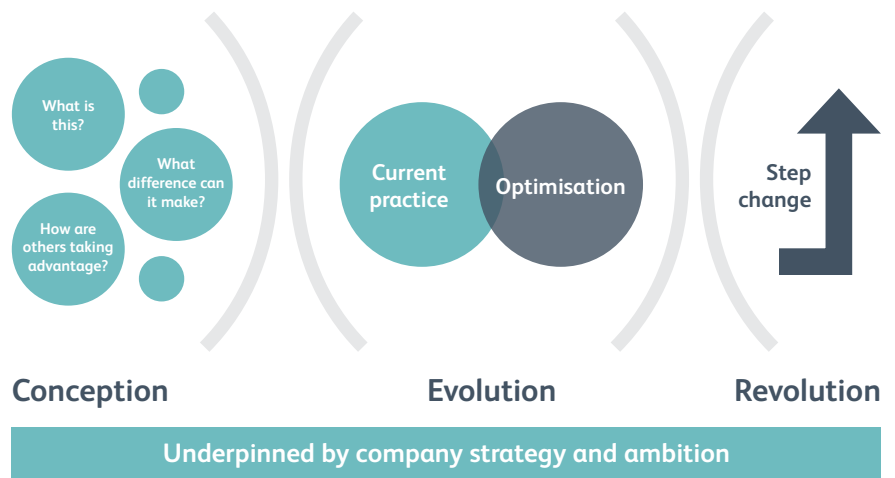 What is
this?
What
difference can
it make?
How are
others taking
advantage?
Current
practice
Optimisation
Step
change
Conception
Evolution
Revolution
Underpinned by company strategy and ambition